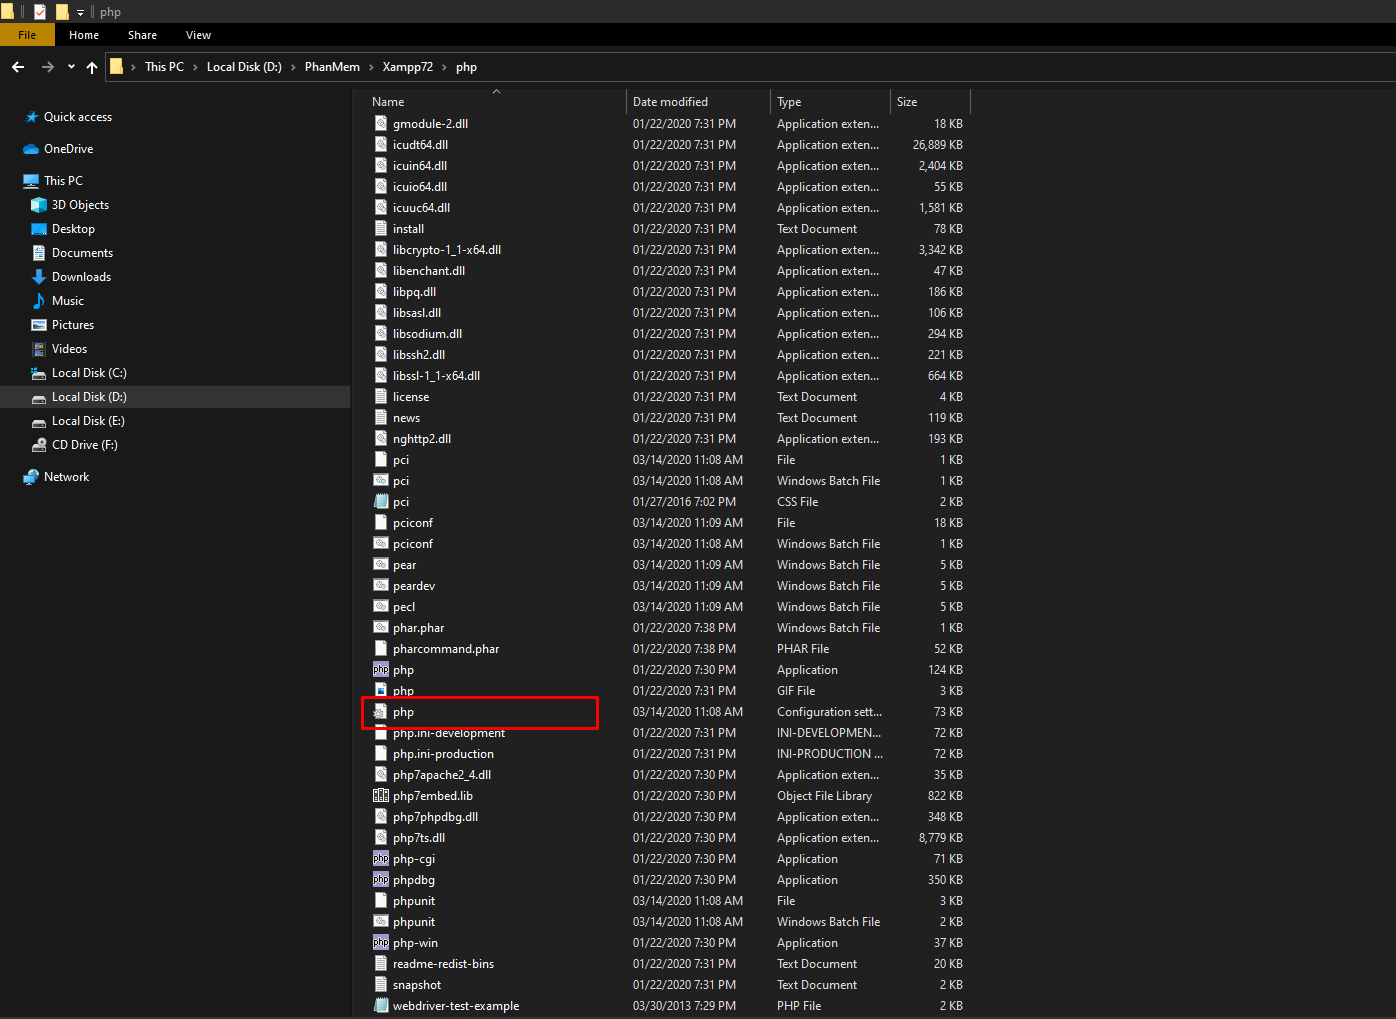 php
File Home Share View
This PC Local Disk (D:) PhanMem Xampp72 php
Quick access
OneDrive
This PC
3D Objects
Desktop
Documents
Downloads
Music
Pictures
Videos
Local Disk (C:)
Local Disk (D:)
Local Disk (E:)
CD Drive (F:)
Network
Name Date modified Type Size
gmodule-2.dll 01/22/2020 7:31 PM Application exten... 18 KB
icudt64.dll 01/22/2020 7:31 PM Application exten... 26,889 KB
icuin64.dll 01/22/2020 7:31 PM Application exten... 2,404 KB
icuio64.dll 01/22/2020 7:31 PM Application exten... 55 KB
icuuc64.dll 01/22/2020 7:31 PM Application exten... 1,581 KB
install 01/22/2020 7:31 PM Text Document 78 KB
libcrypto-1_1-x64.dll 01/22/2020 7:31 PM Application exten... 3,342 KB
libenchant.dll 01/22/2020 7:31 PM Application exten... 47 KB
libpq.dll 01/22/2020 7:31 PM Application exten... 186 KB
libsasl.dll 01/22/2020 7:31 PM Application exten... 106 KB
libsodium.dll 01/22/2020 7:31 PM Application exten... 294 KB
libssh2.dll 01/22/2020 7:31 PM Application exten... 221 KB
libssl-1_1-x64.dll 01/22/2020 7:31 PM Application exten... 664 KB
license 01/22/2020 7:31 PM Text Document 4 KB
news 01/22/2020 7:31 PM Text Document 119 KB
nghttp2.dll 01/22/2020 7:31 PM Application exten... 193 KB
pci 03/14/2020 11:08 AM File 1 KB
pci 03/14/2020 11:08 AM Windows Batch File 1 KB
pci 01/27/2016 7:02 PM CSS File 2 KB
pciconf 03/14/2020 11:09 AM File 18 KB
pciconf 03/14/2020 11:08 AM Windows Batch File 1 KB
pear 03/14/2020 11:09 AM Windows Batch File 5 KB
peardev 03/14/2020 11:09 AM Windows Batch File 5 KB
pecl 03/14/2020 11:09 AM Windows Batch File 5 KB
phar.phar 01/22/2020 7:38 PM Windows Batch File 1 KB
pharcommand.phar 01/22/2020 7:38 PM PHAR File 52 KB
php php 01/22/2020 7:30 PM Application 124 KB
php 01/22/2020 7:31 PM GIF File 3 KB
php 03/14/2020 11:08 AM Configuration sett... 73 KB
php.ini-development 01/22/2020 7:31 PM INI-DEVELOPMEN... 72 KB
php.ini-production 01/22/2020 7:31 PM INI-PRODUCTION ... 72 KB
php7apache2_4.dll 01/22/2020 7:30 PM Application exten... 35 KB
php7embed.lib 01/22/2020 7:30 PM Object File Library 822 KB
php7phpdbg.dll 01/22/2020 7:30 PM Application exten... 348 KB
php7ts.dll 01/22/2020 7:30 PM Application exten... 8,779 KB
php php-cgi 01/22/2020 7:30 PM Application 71 KB
php phpdbg 01/22/2020 7:30 PM Application 350 KB
phpunit 03/14/2020 11:08 AM File 3 KB
phpunit 03/14/2020 11:08 AM Windows Batch File 2 KB
php php-win 01/22/2020 7:30 PM Application 37 KB
readme-redist-bins 01/22/2020 7:31 PM Text Document 20 KB
snapshot 01/22/2020 7:31 PM Text Document 2 KB
webdriver-test-example 03/30/2013 7:29 PM PHP File 2 KB